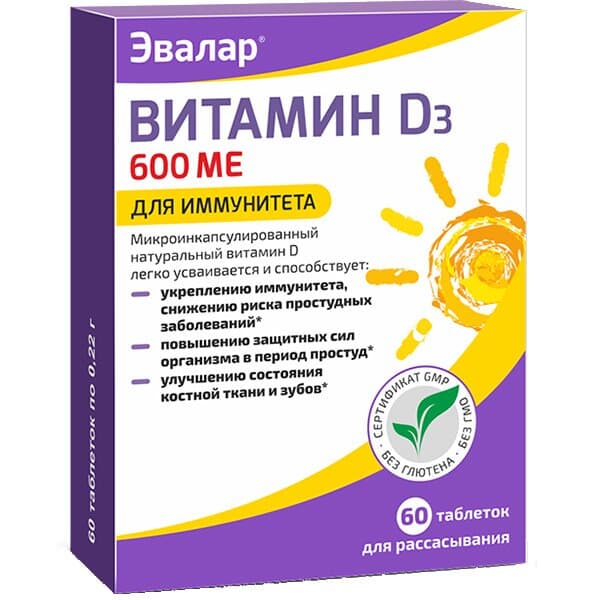 Эвалар®
ВИТАМИН D3
600 МЕ
ДЛЯ ИММУНИТЕТА
Микроинкапсулированный
натуральный витамин D
легко усваивается и способствует:
укреплению иммунитета,
снижению риска простудных
заболеваний*
повышению защитных сил
организма в период простуд*
улучшению состояния
костной ткани и зубов*
СЕРТИФИКАТ GMP
БЕЗ ГЛЮТЕНА · БЕЗ ГМО
60 таблеток
для рассасывания
60 таблеток по 0,22 г